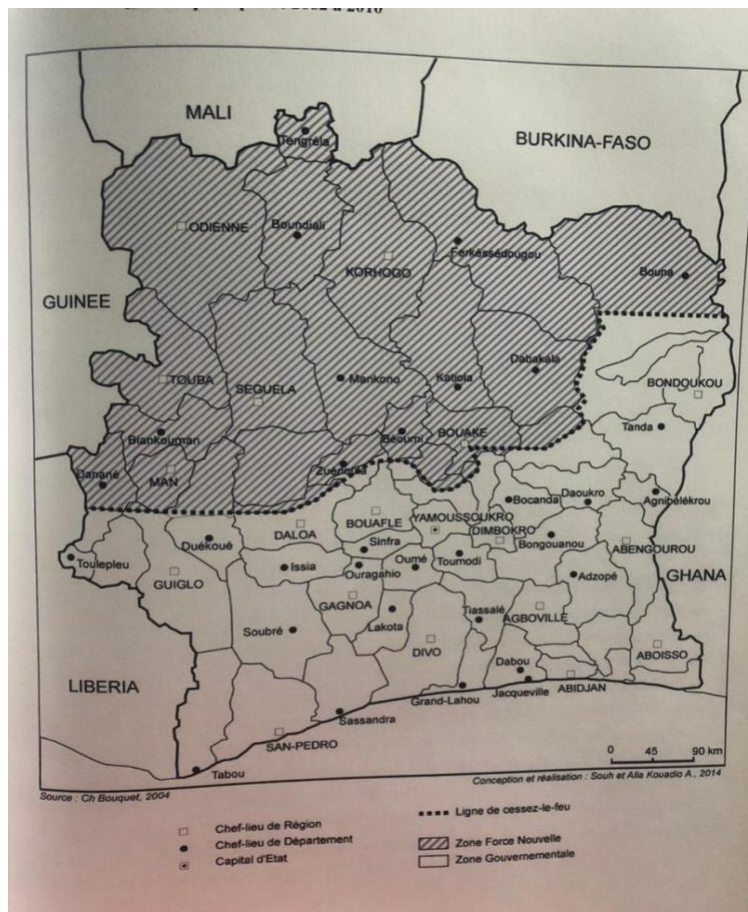 2002 à 2010
MALI
BURKINA-FASO
Tengréla
ODIENNE
Boundiali
Ferkéssédougou
KORHOGO
Bouna
GUINEE
TOUBA
SEGUELA
Mankono
Katiola
Dabakala
BONDOUKOU
Tanda
Biankouman
Béoumi
BOUAKE
Danané
MAN
Zuénoula
Bocanda
Daoukro
Agnibélékrou
BOUAFLE
YAMOUSSOUKRO
DALOA
DIMBOKRO
Duékoué
Sinfra
Bongouanou
ABENGOUROU
Toulepleu
GUIGLO
Issia
Ouragahio
Oumé
Toumodi
Adzopé
GHANA
GAGNOA
Lakota
Tiassalé
AGBOVILLE
Soubré
DIVO
ABOISSO
LIBERIA
Dabou
Grand-Lahou
Jacqueville
ABIDJAN
Sassandra
SAN-PEDRO
Tabou
0 45 90 km
Source : Ch Bouquet, 2004
Conception et réalisation : Souh et Alla Kouadio A., 2014
Chef-lieu de Région
Chef-lieu de Département
Capital d'Etat
Ligne de cessez-le-feu
Zone Force Nouvelle
Zone Gouvernementale